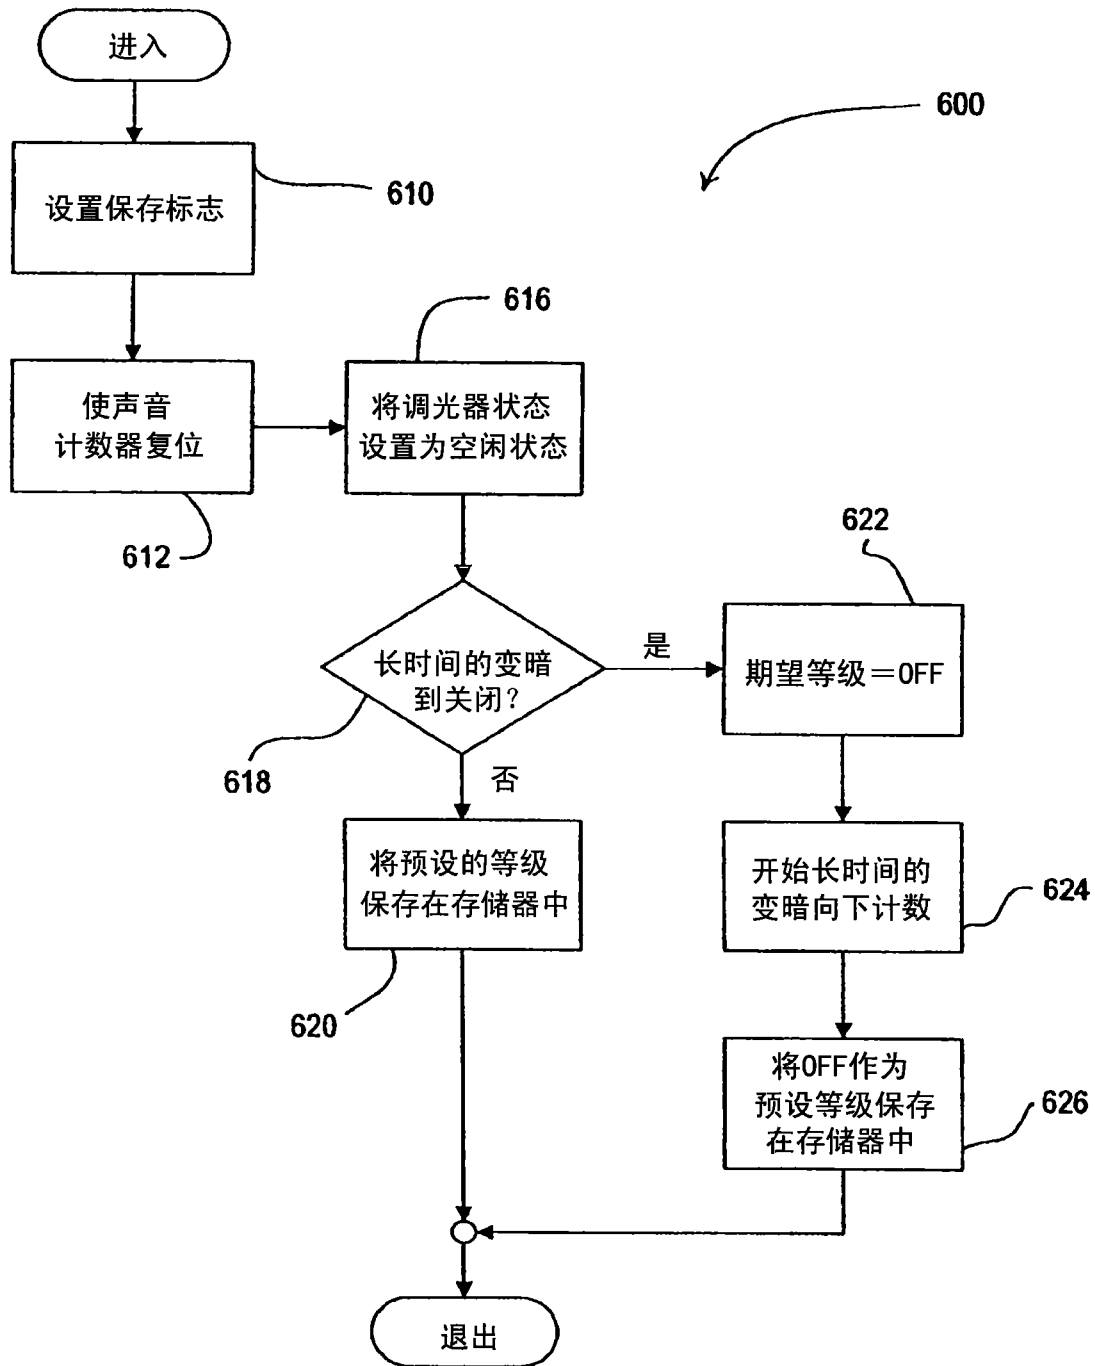 进入
600
设置保存标志
610
616
使声音
计数器复位
612
将调光器状态
设置为空闲状态
622
长时间的变暗
到关闭?
618
是
期望等级=OFF
否
将预设的等级
保存在存储器中
620
开始长时间的
变暗向下计数
624
将OFF作为
预设等级保存
在存储器中
626
退出